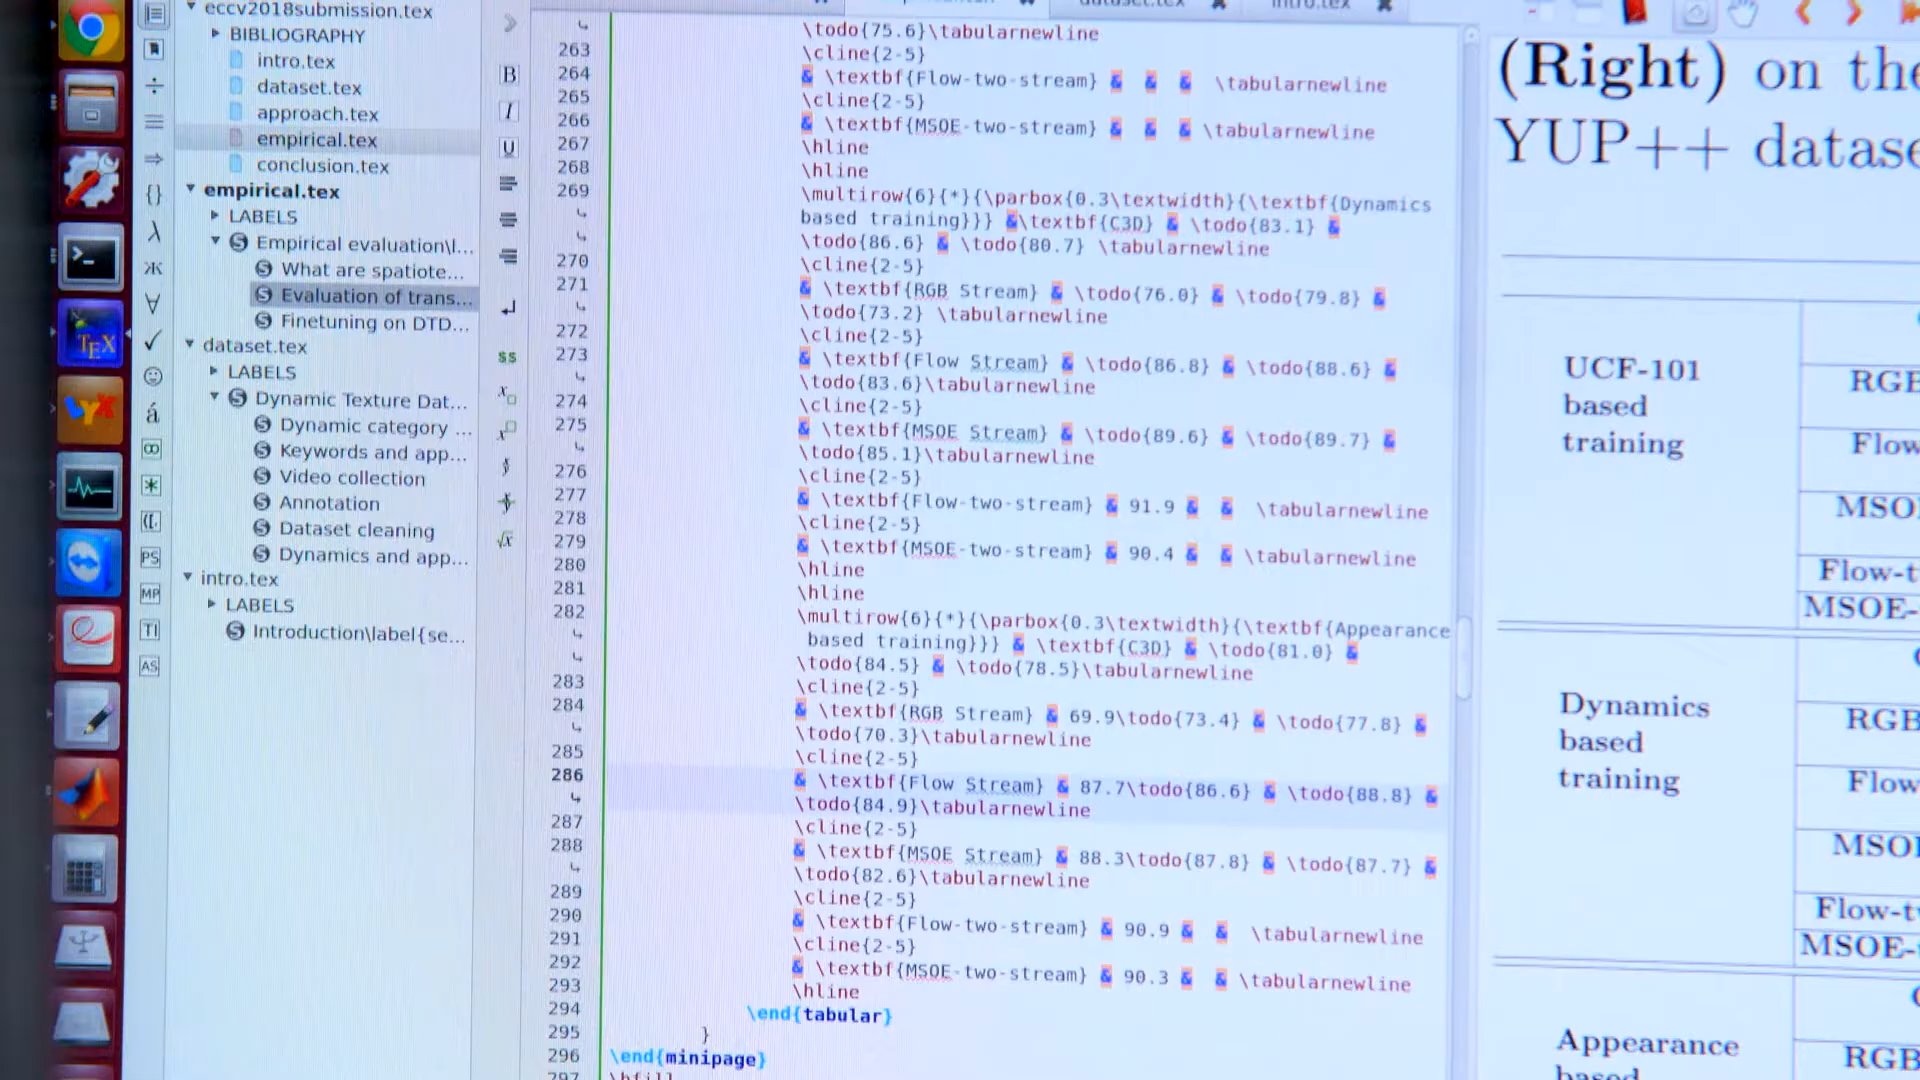 eccv2018submission.tex
BIBLIOGRAPHY
intro.tex
dataset.tex
approach.tex
empirical.tex
conclusion.tex
empirical.tex
LABELS
Empirical evaluation\l...
What are spatiote...
Evaluation of trans...
Finetuning on DTD...
dataset.tex
LABELS
Dynamic Texture Dat...
Dynamic category ...
Keywords and app...
Video collection
Annotation
Dataset cleaning
Dynamics and app...
intro.tex
LABELS
Introduction\label{se...
\todo{75.6}\tabularnewline
263 \cline{2-5}
264 & \textbf{Flow-two-stream} & & & \tabularnewline
265 \cline{2-5}
266 & \textbf{MSOE-two-stream} & & & \tabularnewline
267 \hline
268 \hline
269 \multirow{6}{*}{\parbox{0.3\textwidth}{\textbf{Dynamics
based training}}} &\textbf{C3D} & \todo{83.1} &
\todo{86.6} & \todo{80.7} \tabularnewline
270 \cline{2-5}
271 & \textbf{RGB Stream} & \todo{76.0} & \todo{79.8} &
\todo{73.2} \tabularnewline
272 \cline{2-5}
273 & \textbf{Flow Stream} & \todo{86.8} & \todo{88.6} &
\todo{83.6}\tabularnewline
274 \cline{2-5}
275 & \textbf{MSOE Stream} & \todo{89.6} & \todo{89.7} &
\todo{85.1}\tabularnewline
276 \cline{2-5}
277 & \textbf{Flow-two-stream} & 91.9 & & \tabularnewline
278 \cline{2-5}
279 & \textbf{MSOE-two-stream} & 90.4 & & \tabularnewline
280 \hline
281 \hline
282 \multirow{6}{*}{\parbox{0.3\textwidth}{\textbf{Appearance
based training}}} & \textbf{C3D} & \todo{81.0} &
\todo{84.5} & \todo{78.5}\tabularnewline
283 \cline{2-5}
284 & \textbf{RGB Stream} & 69.9\todo{73.4} & \todo{77.8} &
\todo{70.3}\tabularnewline
285 \cline{2-5}
286 & \textbf{Flow Stream} & 87.7\todo{86.6} & \todo{88.8} &
\todo{84.9}\tabularnewline
287 \cline{2-5}
288 & \textbf{MSOE Stream} & 88.3\todo{87.8} & \todo{87.7} &
\todo{82.6}\tabularnewline
289 \cline{2-5}
290 & \textbf{Flow-two-stream} & 90.9 & & \tabularnewline
291 \cline{2-5}
292 & \textbf{MSOE-two-stream} & 90.3 & & \tabularnewline
293 \hline
294 \end{tabular}
295 }
296 \end{minipage}
(Right) on the
YUP++ datase
UCF-101
based
training
RGB
Flow
MSO
Flow-t
MSOE-
Dynamics
based
training
RGB
Flow
MSO
Flow-t
MSOE-
Appearance
RGB